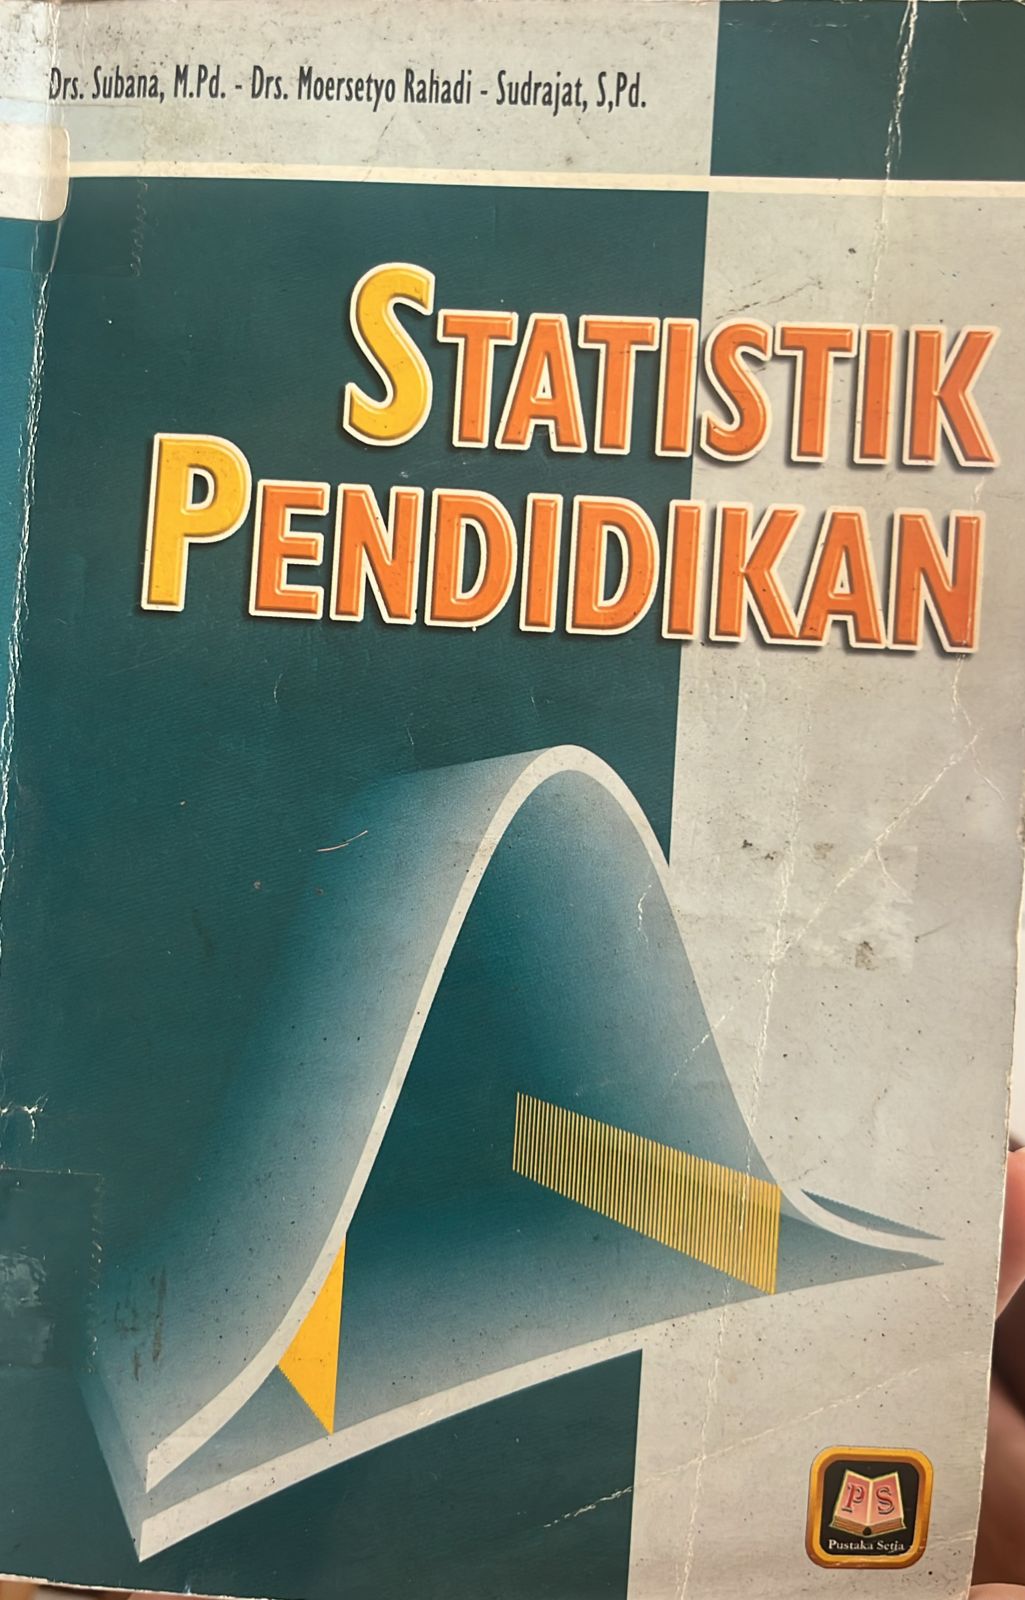 Drs. Subana, M.Pd. - Drs. Moersetyo Rahadi - Sudrajat, S,Pd.
STATISTIK
PENDIDIKAN
PS
Pustaka Setia